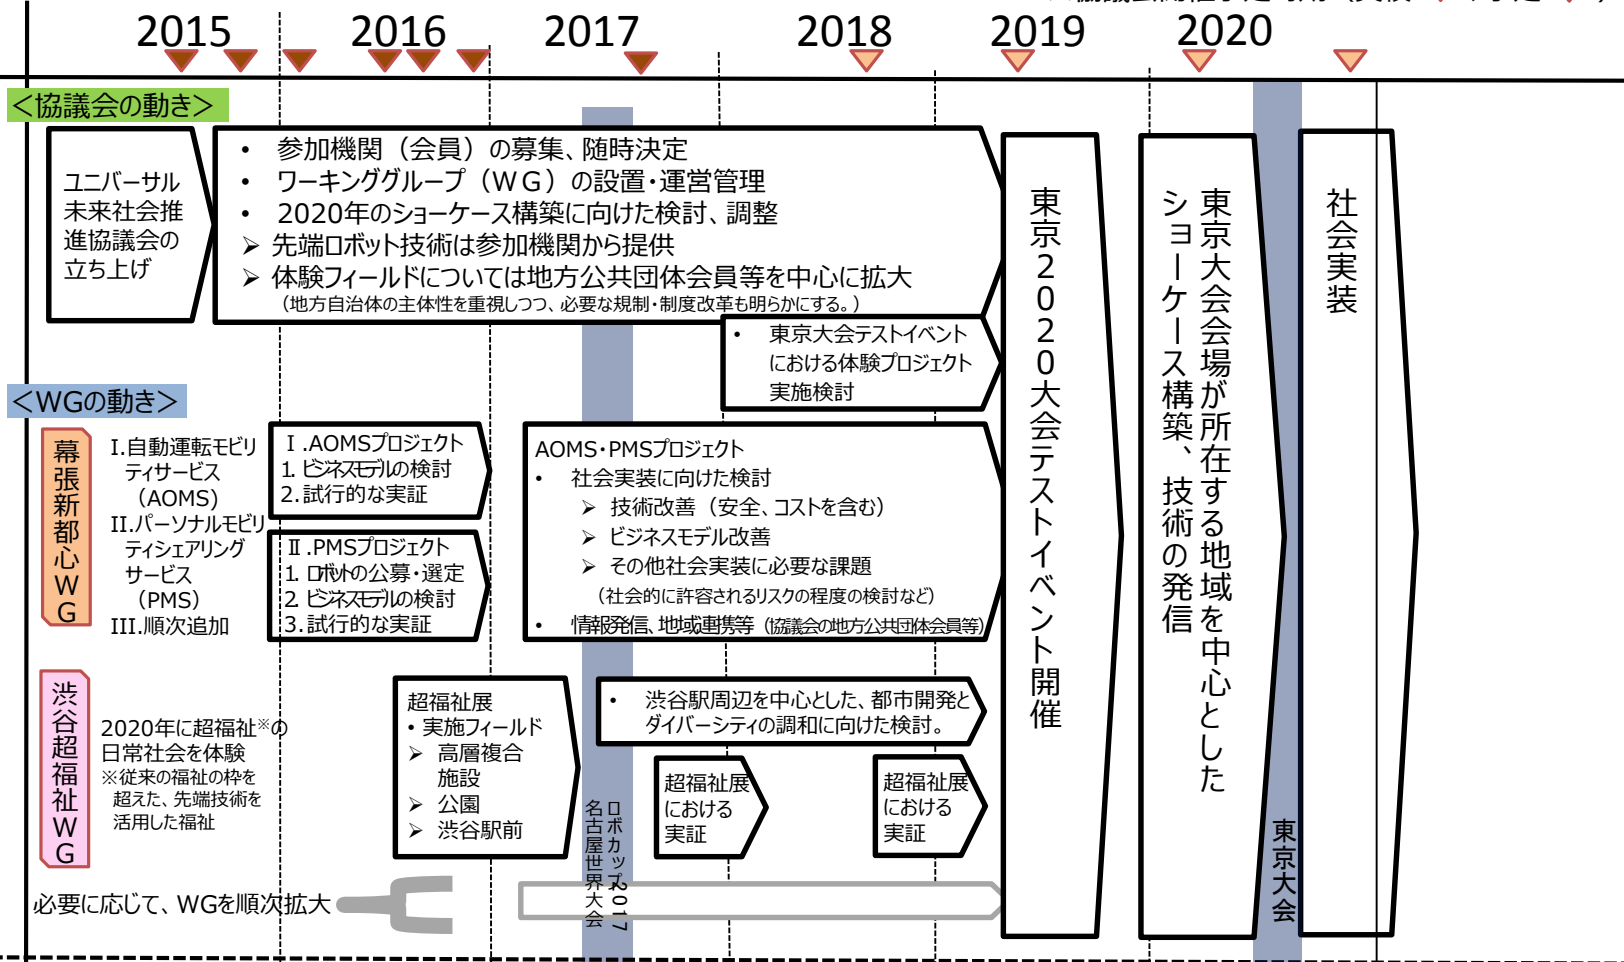 2015
2016
2017
2018
2019
2020
＜協議会の動き＞
ユニバーサル
未来社会推
進協議会の
立ち上げ
• 参加機関（会員）の募集、随時決定
• ワーキンググループ（ＷＧ）の設置・運営管理
• 2020年のショーケース構築に向けた検討、調整
➢ 先端ロボット技術は参加機関から提供
➢ 体験フィールドについては地方公共団体会員等を中心に拡大
（地方自治体の主体性を重視しつつ、必要な規制・制度改革も明らかにする。）
• 東京大会テストイベント
における体験プロジェクト
実施検討
東京２０２０大会テストイベント開催
東京大会会場が所在する地域を中心とした
ショーケース構築、技術の発信
社会実装
＜WGの動き＞
幕張新都心ＷＧ
I.自動運転モビリ
ティサービス
（AOMS）
II.パーソナルモビリ
ティシェアリング
サービス
（PMS）
III.順次追加
Ⅰ.AOMSプロジェクト
1. ビジネスモデルの検討
2. 試行的な実証
Ⅱ.PMSプロジェクト
1. ロボットの公募・選定
2. ビジネスモデルの検討
3. 試行的な実証
AOMS・PMSプロジェクト
• 社会実装に向けた検討
➢ 技術改善（安全、コストを含む）
➢ ビジネスモデル改善
➢ その他社会実装に必要な課題
（社会的に許容されるリスクの程度の検討など）
• 情報発信、地域連携等（協議会の地方公共団体会員等）
渋谷超福祉ＷＧ
2020年に超福祉※の
日常社会を体験
※従来の福祉の枠を
超えた、先端技術を
活用した福祉
超福祉展
・実施フィールド
➢ 高層複合
施設
➢ 公園
➢ 渋谷駅前
• 渋谷駅周辺を中心とした、都市開発と
ダイバーシティの調和に向けた検討。
超福祉展
における
実証
超福祉展
における
実証
ロボカップ2017
名古屋世界大会
東京大会
必要に応じて、WGを順次拡大